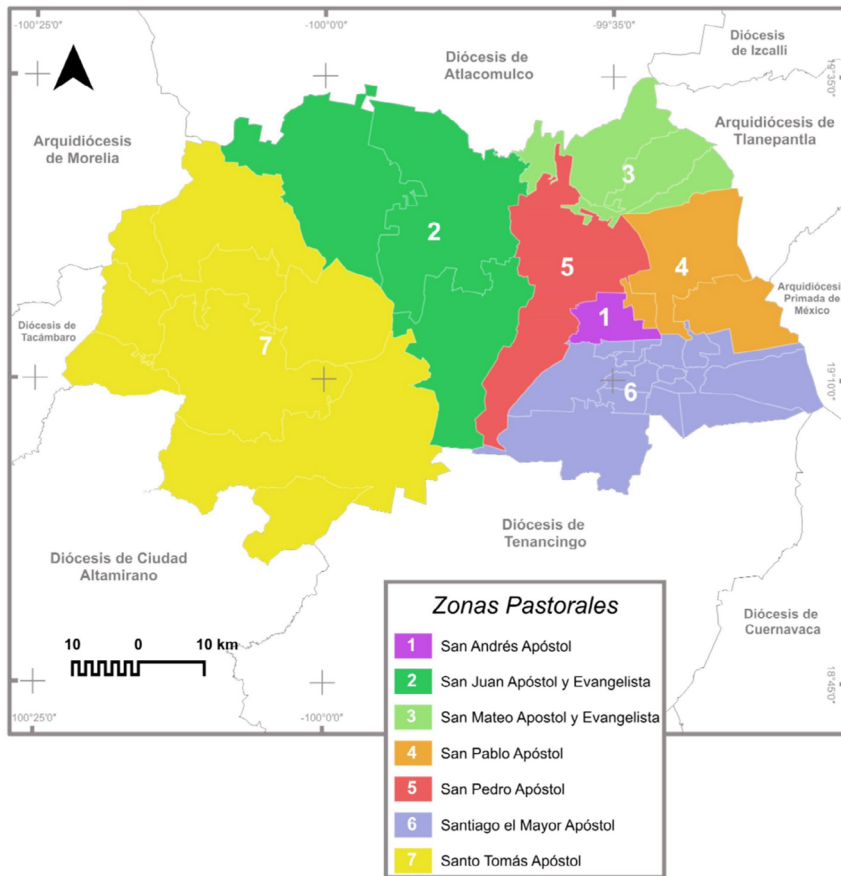 -100°25'0"
-100°0'0"
-99°35'0"
Diócesis
de Izcalli
Diócesis de
Atlacomulco
19°35'0"
Arquidiócesis
de Morelia
Arquidiócesis de
Tlanepantla
3
2
5
4
Arquidiócesis
Primada de
México
1
Diócesis de
Tacámbaro
7
6
19°10'0"
Diócesis de
Tenancingo
Diócesis de Ciudad
Altamirano
Diócesis de
Cuernavaca
10 0 10 km
18°45'0"
100°25'0"
-100°0'0"
Zonas Pastorales
1 San Andrés Apóstol
2 San Juan Apóstol y Evangelista
3 San Mateo Apostol y Evangelista
4 San Pablo Apóstol
5 San Pedro Apóstol
6 Santiago el Mayor Apóstol
7 Santo Tomás Apóstol